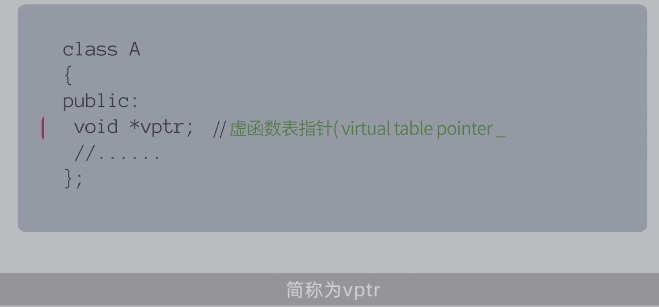 class A
{
public:
void *vptr; //虚函数表指针( virtual table pointer _
//......
};
简称为vptr